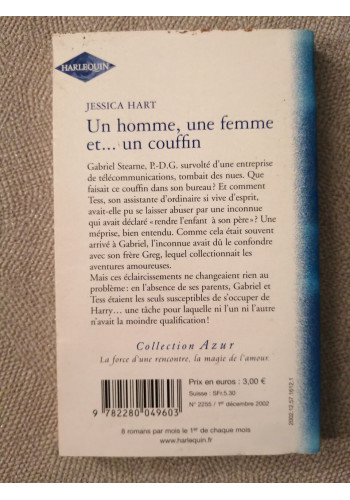 HARLEQUIN
JESSICA HART
Un homme, une femme
et... un couffin
Gabriel Stearne, P.-D.G. survolté d'une entreprise
de télécommunications, tombait des nues. Que
faisait ce couffin dans son bureau ? Et comment
Tess, son assistante d'ordinaire si vive d'esprit,
avait-elle pu se laisser abuser par une inconnue
qui avait déclaré « rendre l'enfant à son père » ? Une
méprise, bien entendu. Comme cela était souvent
arrivé à Gabriel, l'inconnue avait dû le confondre
avec son frère Greg, lequel collectionnait les
aventures amoureuses.
Mais ces éclaircissements ne changeaient rien au
problème : en l'absence de ses parents, Gabriel et
Tess étaient les seuls susceptibles de s'occuper de
Harry... une tâche pour laquelle ni l'un ni l'autre
n'avait la moindre qualification !
Collection Azur
La force d'une rencontre, la magie de l'amour.
Prix en euros : 3,00 €
Suisse : SFr.5.30
N° 2255 / 1er décembre 2002
9 782280 049603
8 romans par mois le 1er de chaque mois
www.harlequin.fr
2002.12.57.1612.1